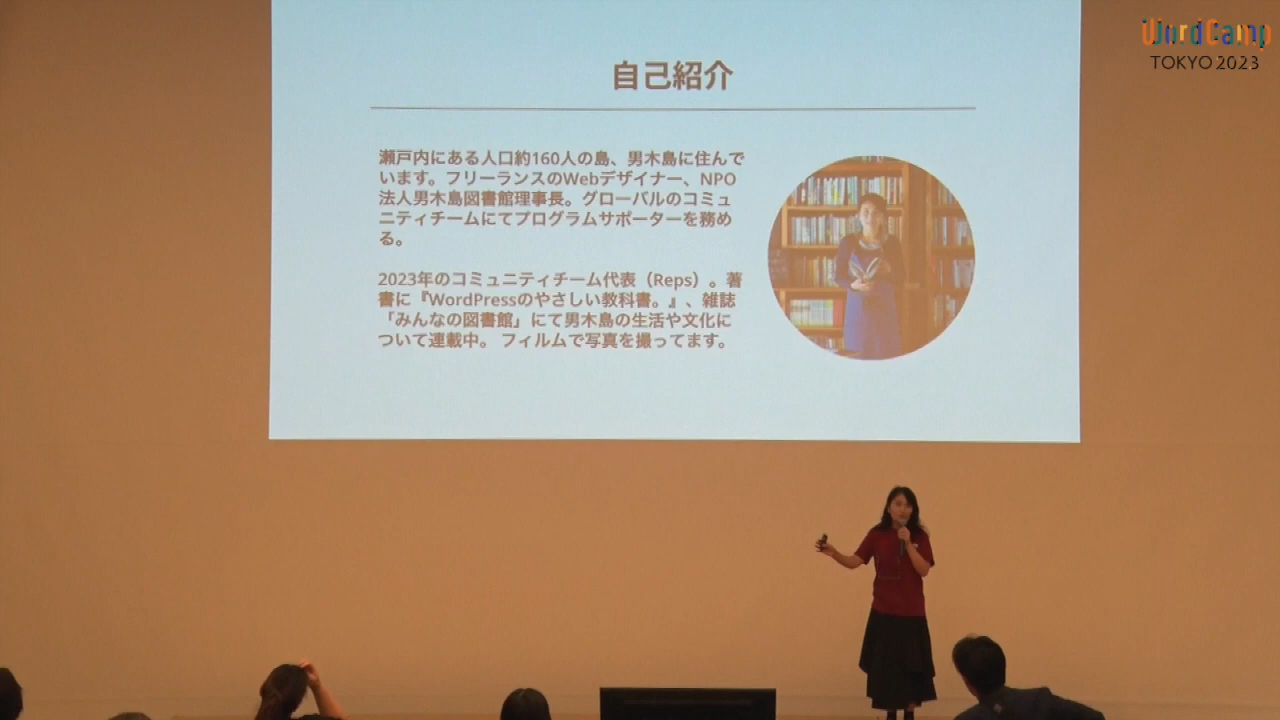 WordCamp
TOKYO 2023
自己紹介
瀬戸内にある人口約160人の島、男木島に住んで
います。フリーランスのWebデザイナー、NPO
法人男木島図書館理事長。グローバルのコミュ
ニティチームにてプログラムサポーターを務め
る。
2023年のコミュニティチーム代表（Reps）。著
書に『WordPressのやさしい教科書。』、雑誌
「みんなの図書館」にて男木島の生活や文化に
ついて連載中。 フィルムで写真を撮ってます。